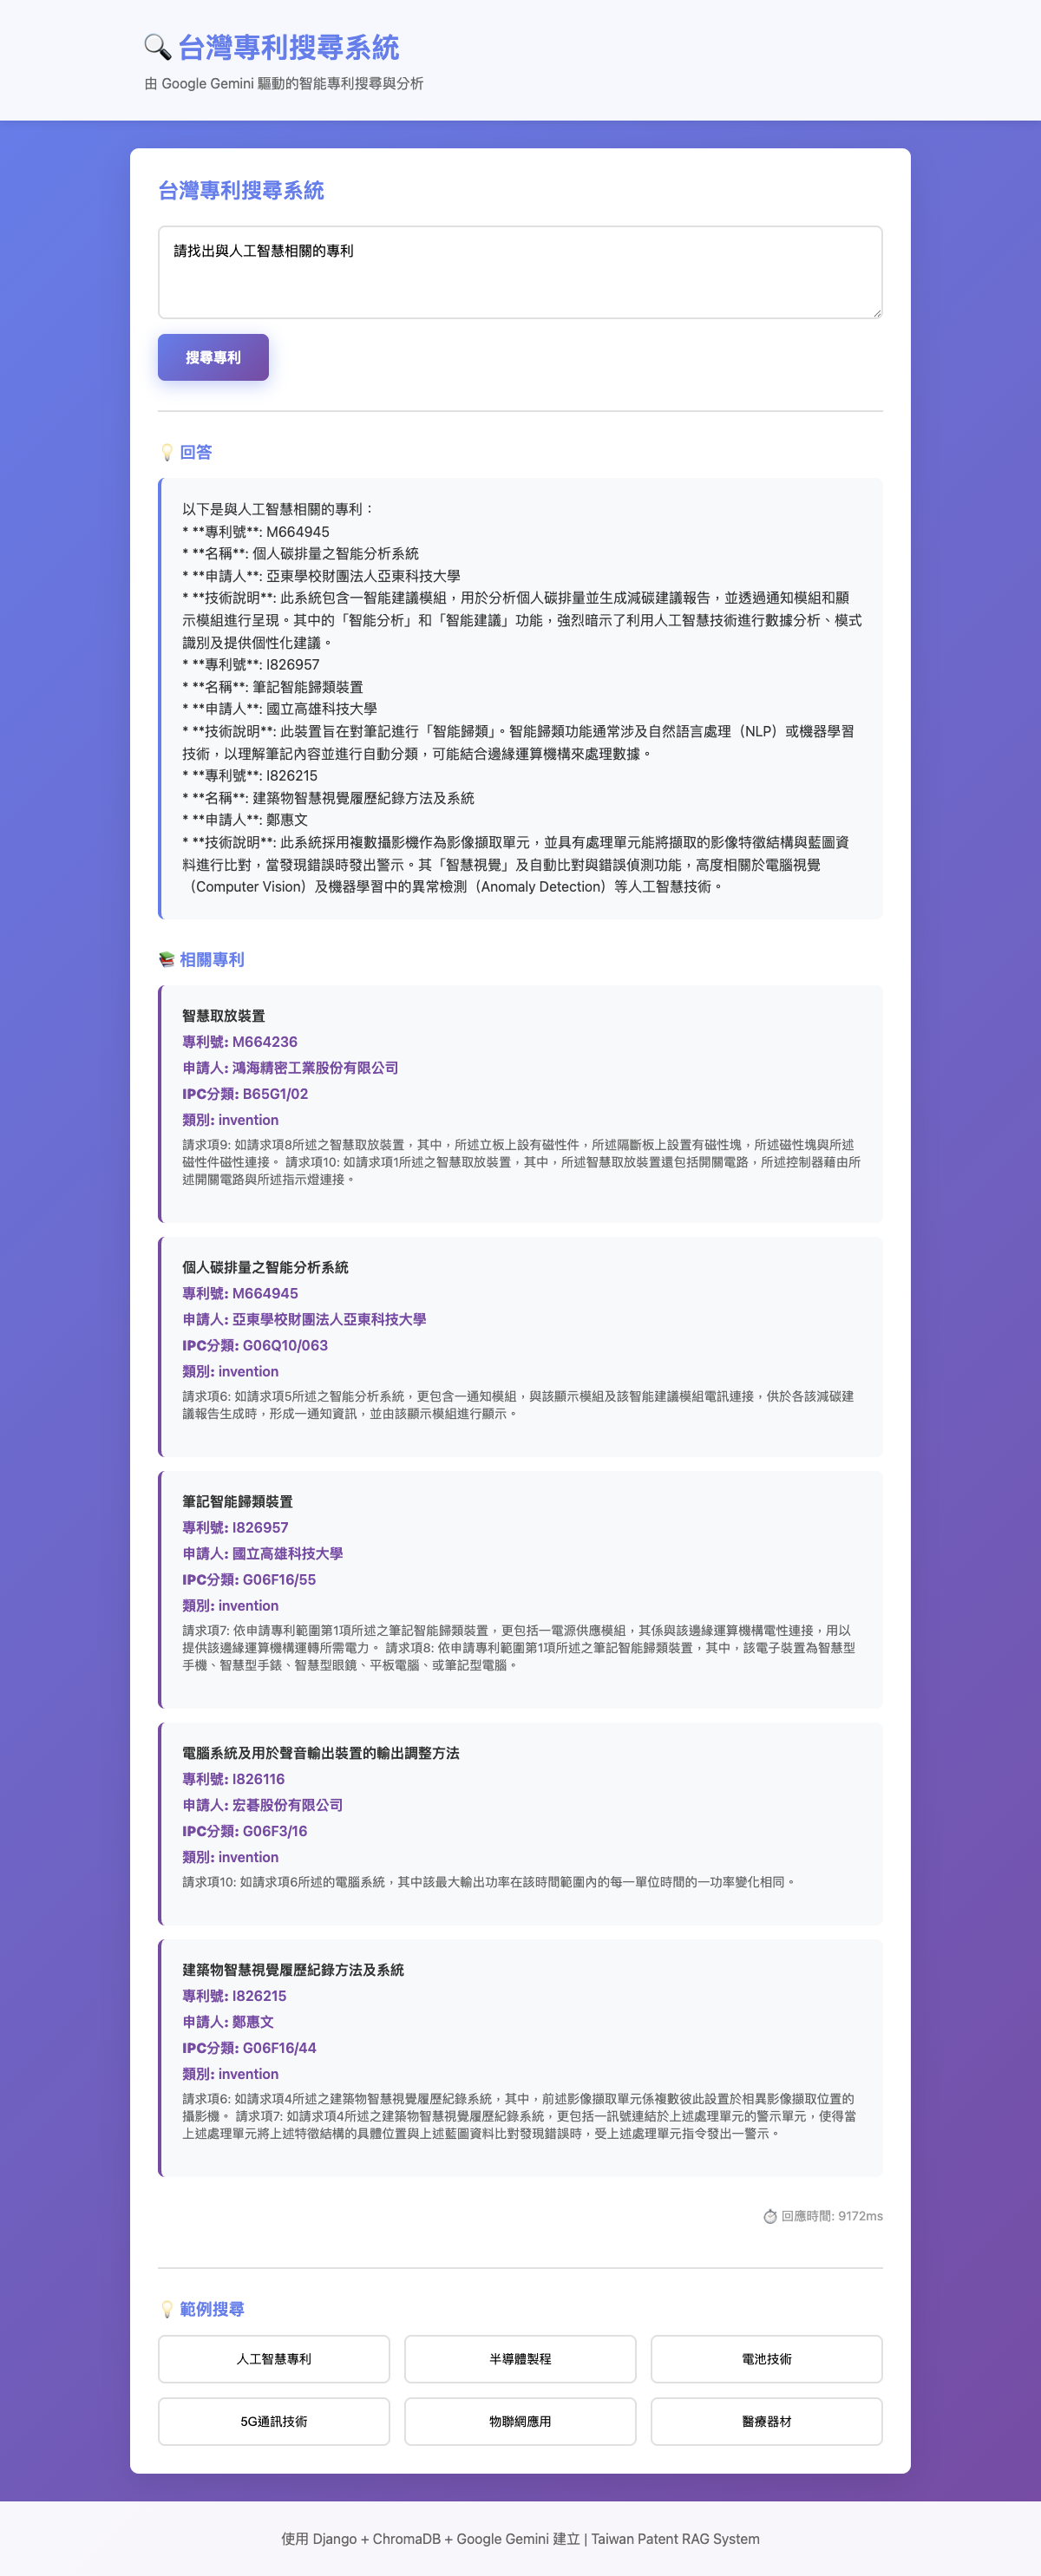 🔍 台灣專利搜尋系統
由 Google Gemini 驅動的智能專利搜尋與分析
台灣專利搜尋系統
請找出與人工智慧相關的專利
搜尋專利
💡 回答
以下是與人工智慧相關的專利：
* **專利號**: M664945
* **名稱**: 個人碳排量之智能分析系統
* **申請人**: 亞東學校財團法人亞東科技大學
* **技術說明**: 此系統包含一智能建議模組，用於分析個人碳排量並生成減碳建議報告，並透過通知模組和顯
示模組進行呈現。其中的「智能分析」和「智能建議」功能，強烈暗示了利用人工智慧技術進行數據分析、模式
識別及提供個性化建議。
* **專利號**: I826957
* **名稱**: 筆記智能歸類裝置
* **申請人**: 國立高雄科技大學
* **技術說明**: 此裝置旨在對筆記進行「智能歸類」。智能歸類功能通常涉及自然語言處理（NLP）或機器學習
技術，以理解筆記內容並進行自動分類，可能結合邊緣運算機構來處理數據。
* **專利號**: I826215
* **名稱**: 建築物智慧視覺履歷紀錄方法及系統
* **申請人**: 鄭惠文
* **技術說明**: 此系統採用複數攝影機作為影像擷取單元，並具有處理單元能將擷取的影像特徵結構與藍圖資
料進行比對，當發現錯誤時發出警示。其「智慧視覺」及自動比對與錯誤偵測功能，高度相關於電腦視覺
（Computer Vision）及機器學習中的異常檢測（Anomaly Detection）等人工智慧技術。
📚 相關專利
智慧取放裝置
專利號: M664236
申請人: 鴻海精密工業股份有限公司
IPC分類: B65G1/02
類別: invention
請求項9: 如請求項8所述之智慧取放裝置，其中，所述立板上設有磁性件，所述隔斷板上設置有磁性塊，所述磁性塊與所述
磁性件磁性連接。 請求項10: 如請求項1所述之智慧取放裝置，其中，所述智慧取放裝置還包括開關電路，所述控制器藉由所
述開關電路與所述指示燈連接。
個人碳排量之智能分析系統
專利號: M664945
申請人: 亞東學校財團法人亞東科技大學
IPC分類: G06Q10/063
類別: invention
請求項6: 如請求項5所述之智能分析系統，更包含一通知模組，與該顯示模組及該智能建議模組電訊連接，供於各該減碳建
議報告生成時，形成一通知資訊，並由該顯示模組進行顯示。
筆記智能歸類裝置
專利號: I826957
申請人: 國立高雄科技大學
IPC分類: G06F16/55
類別: invention
請求項7: 依申請專利範圍第1項所述之筆記智能歸類裝置，更包括一電源供應模組，其係與該邊緣運算機構電性連接，用以
提供該邊緣運算機構運轉所需電力。 請求項8: 依申請專利範圍第1項所述之筆記智能歸類裝置，其中，該電子裝置為智慧型
手機、智慧型手錶、智慧型眼鏡、平板電腦、或筆記型電腦。
電腦系統及用於聲音輸出裝置的輸出調整方法
專利號: I826116
申請人: 宏碁股份有限公司
IPC分類: G06F3/16
類別: invention
請求項10: 如請求項6所述的電腦系統，其中該最大輸出功率在該時間範圍內的每一單位時間的一功率變化相同。
建築物智慧視覺履歷紀錄方法及系統
專利號: I826215
申請人: 鄭惠文
IPC分類: G06F16/44
類別: invention
請求項6: 如請求項4所述之建築物智慧視覺履歷紀錄系統，其中，前述影像擷取單元係複數彼此設置於相異影像擷取位置的
攝影機。 請求項7: 如請求項4所述之建築物智慧視覺履歷紀錄系統，更包括一訊號連結於上述處理單元的警示單元，使得當
上述處理單元將上述特徵結構的具體位置與上述藍圖資料比對發現錯誤時，受上述處理單元指令發出一警示。
⏱️ 回應時間: 9172ms
💡 範例搜尋
人工智慧專利
半導體製程
電池技術
5G通訊技術
物聯網應用
醫療器材
使用 Django + ChromaDB + Google Gemini 建立 | Taiwan Patent RAG System